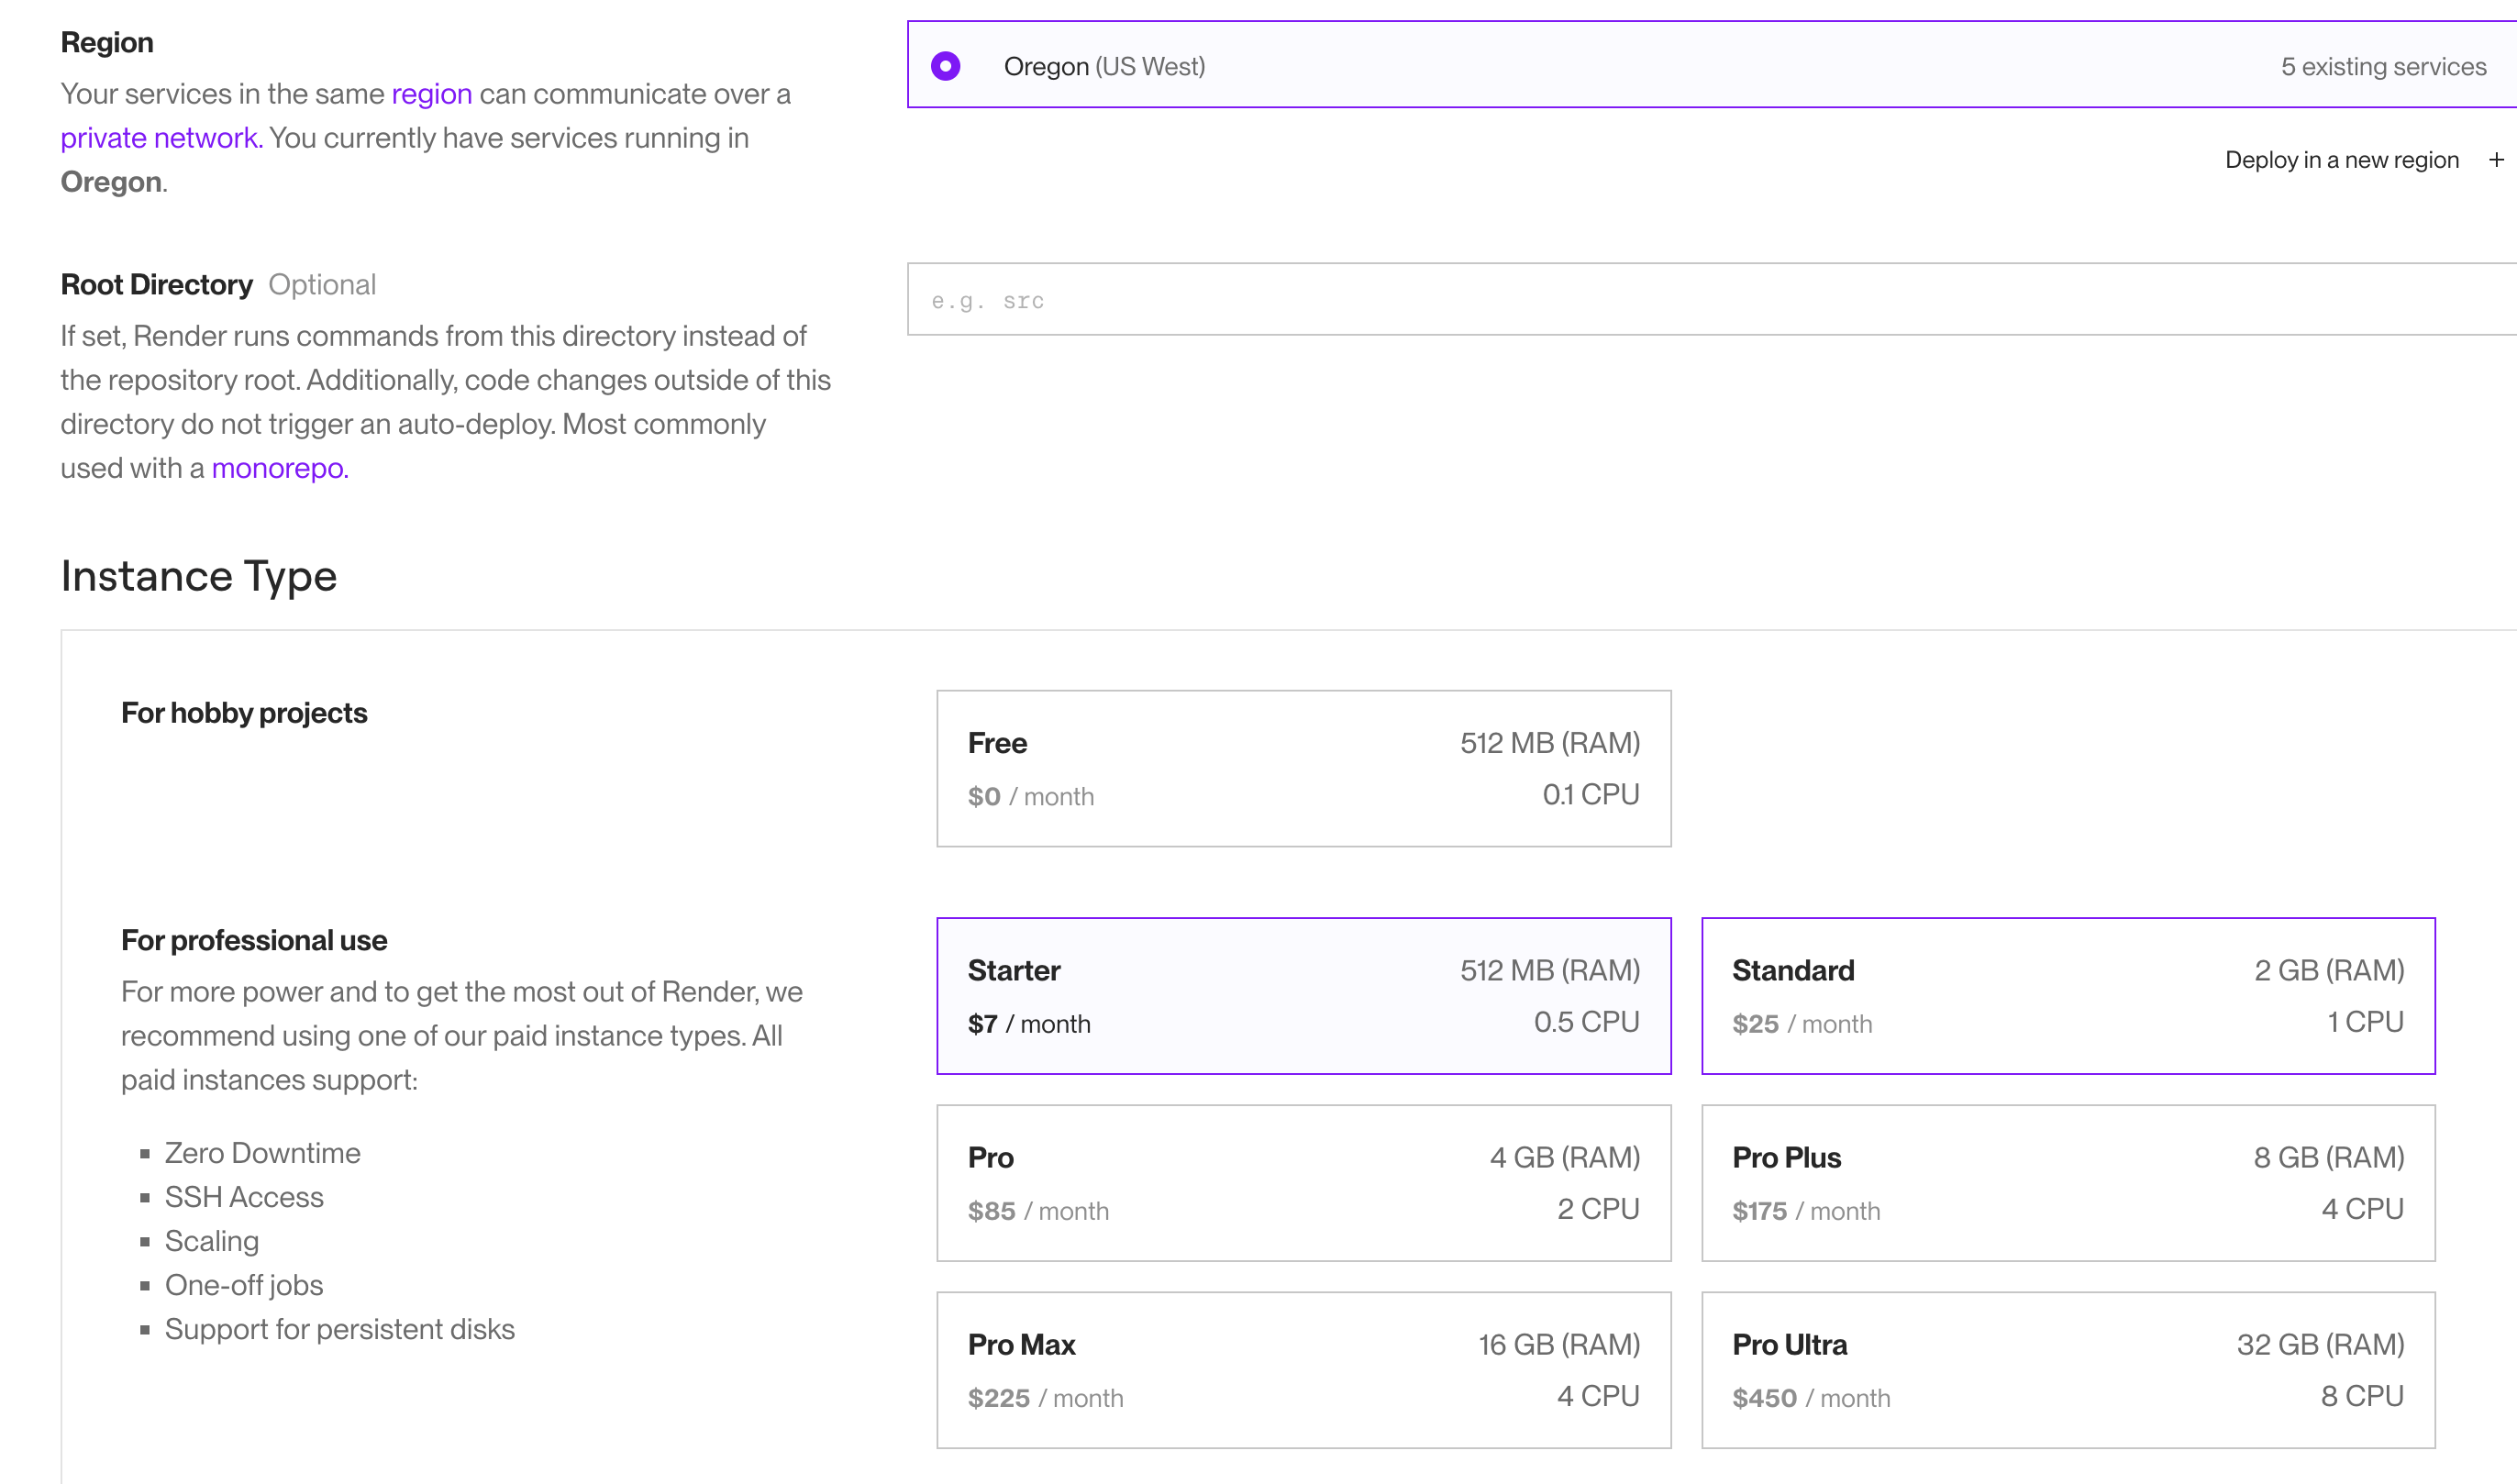 Region
Your services in the same region can communicate over a
private network. You currently have services running in
Oregon.
Oregon (US West)
5 existing services
Deploy in a new region +
Root Directory Optional
If set, Render runs commands from this directory instead of
the repository root. Additionally, code changes outside of this
directory do not trigger an auto-deploy. Most commonly
used with a monorepo.
e.g. src
Instance Type
For hobby projects
Free
512 MB (RAM)
$0 / month
0.1 CPU
For professional use
For more power and to get the most out of Render, we
recommend using one of our paid instance types. All
paid instances support:
Zero Downtime
SSH Access
Scaling
One-off jobs
Support for persistent disks
Starter
512 MB (RAM)
$7 / month
0.5 CPU
Standard
2 GB (RAM)
$25 / month
1 CPU
Pro
4 GB (RAM)
$85 / month
2 CPU
Pro Plus
8 GB (RAM)
$175 / month
4 CPU
Pro Max
16 GB (RAM)
$225 / month
4 CPU
Pro Ultra
32 GB (RAM)
$450 / month
8 CPU